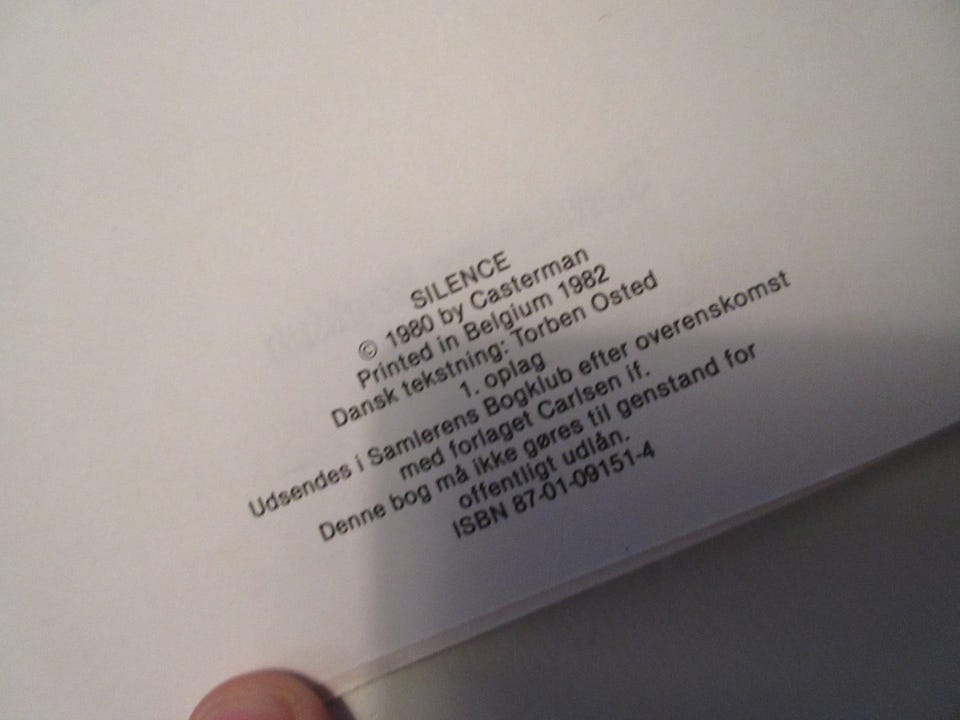 SILENCE
© 1980 by Casterman
Printed in Belgium 1982
Dansk tekstning: Torben Osted
1. oplag
Udsendes i Samlerens Bogklub efter overenskomst
med forlaget Carlsen if.
Denne bog må ikke gøres til genstand for
offentligt udlån.
ISBN 87-01-09151-4